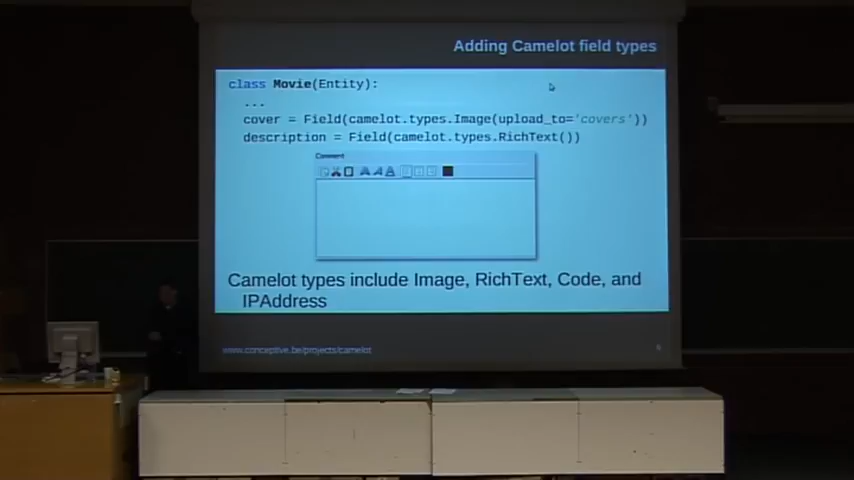 Adding Camelot field types
class Movie(Entity):
...
cover = Field(camelot.types.Image(upload_to='covers'))
description = Field(camelot.types.RichText())
Comment
Camelot types include Image, RichText, Code, and
IPAddress
www.conceptive.be/projects/camelot